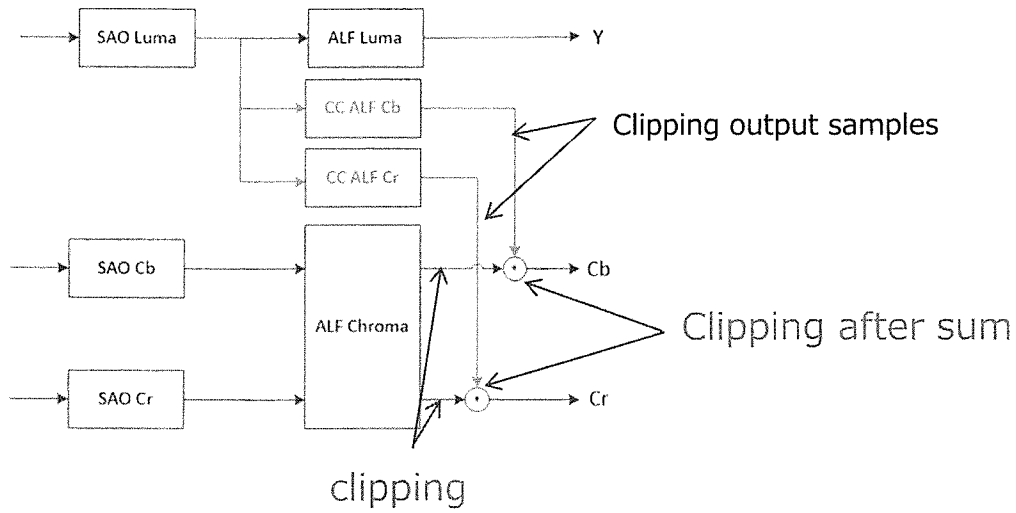 SAO Luma
ALF Luma
Y
CC ALF Cb
Clipping output samples
CC ALF Cr
SAO Cb
Cb
ALF Chroma
Clipping after sum
SAO Cr
Cr
clipping